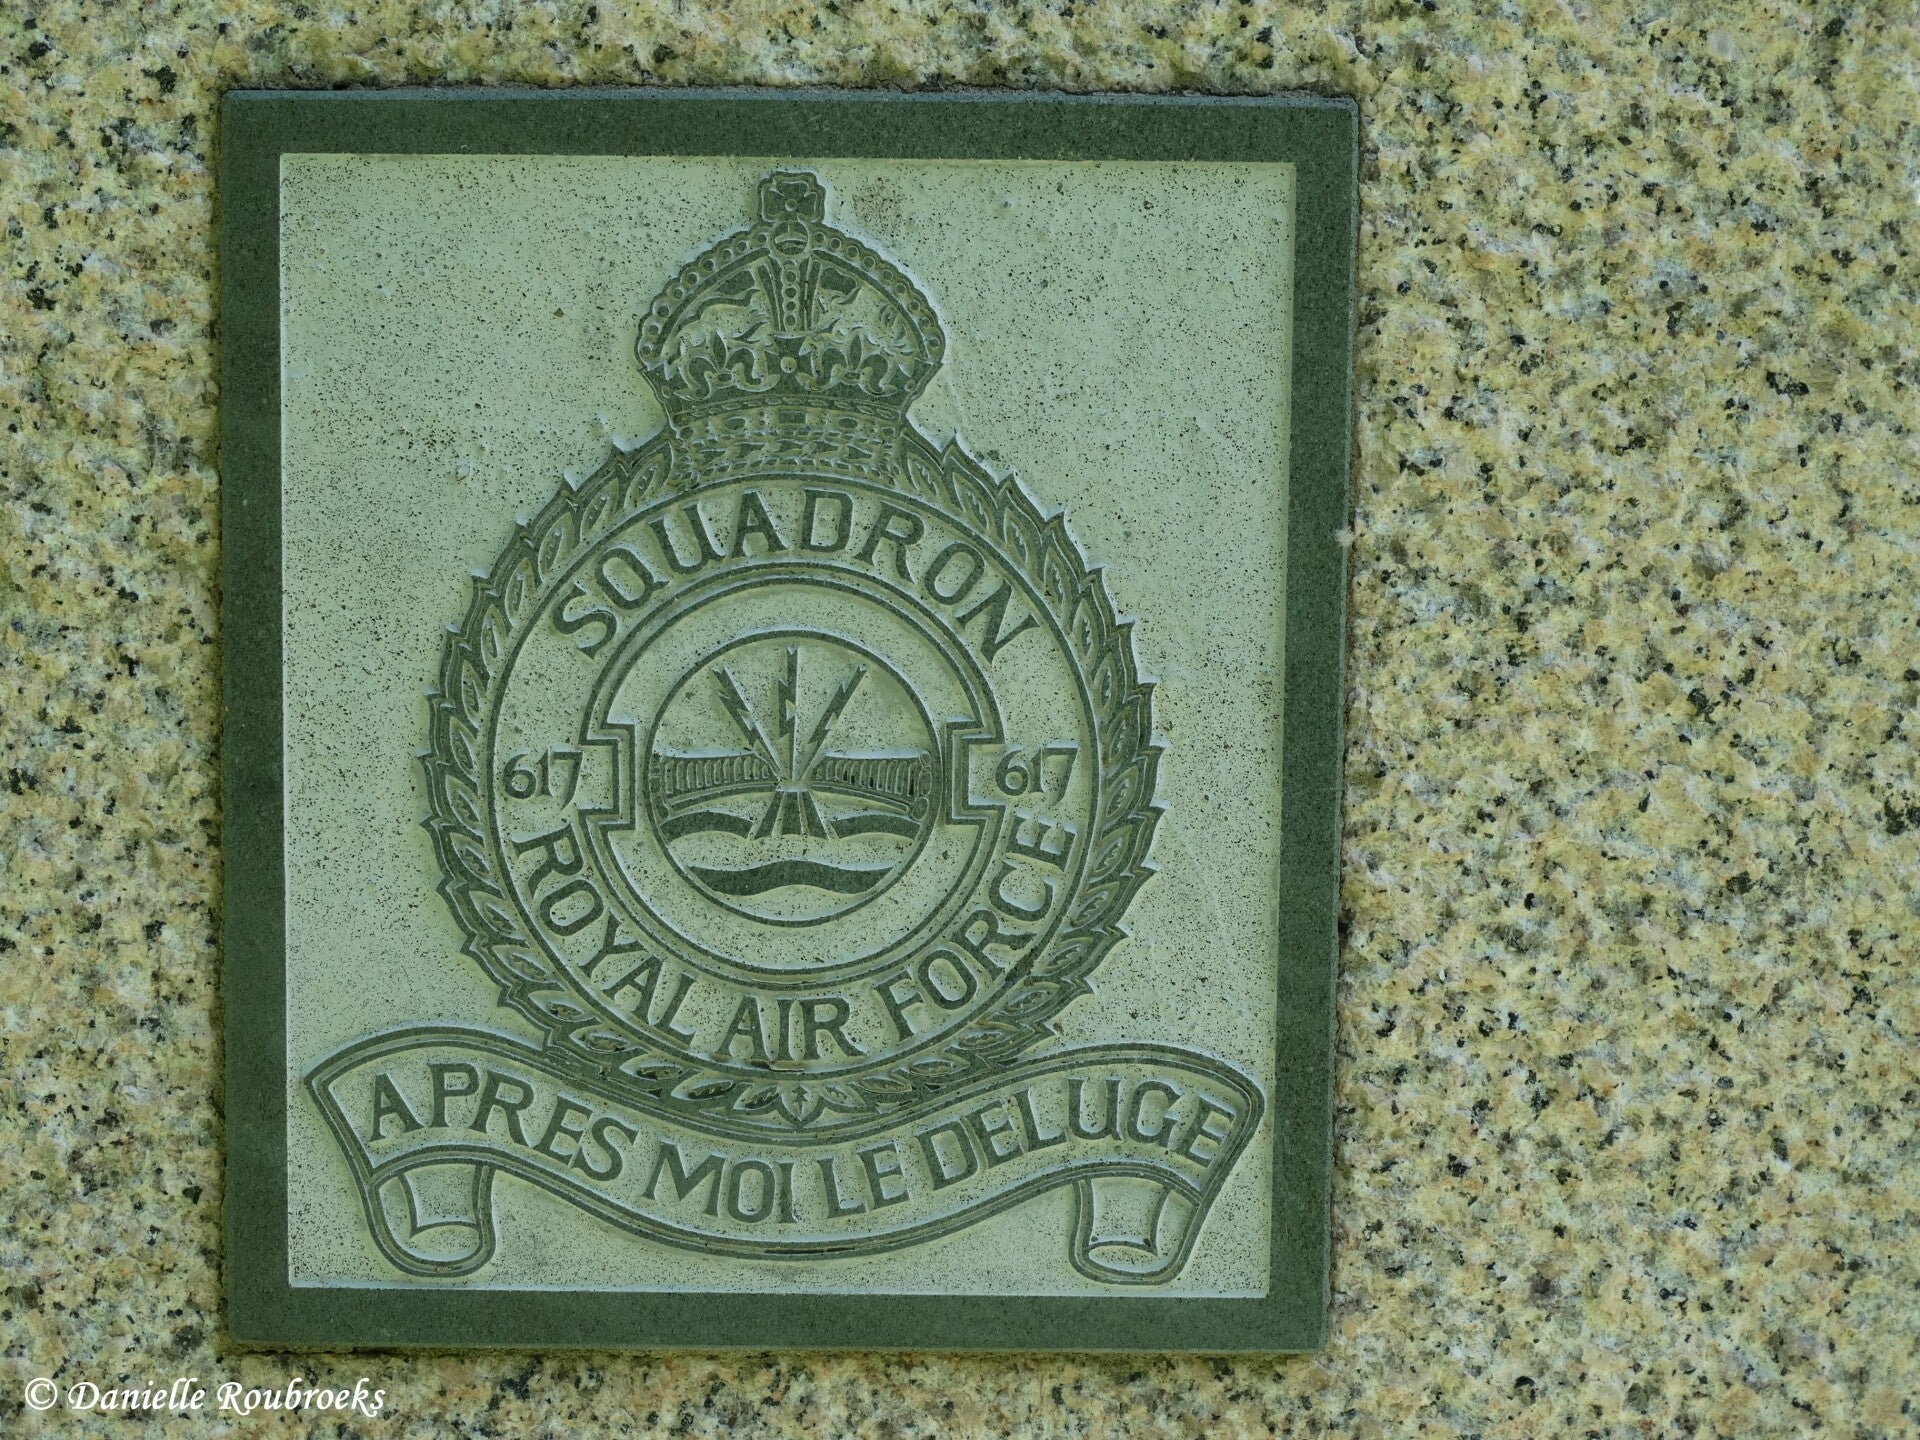 SQUADRON
617 617
ROYAL AIR FORCE
APRES MOI LE DELUGE
© Danielle Roubroeks